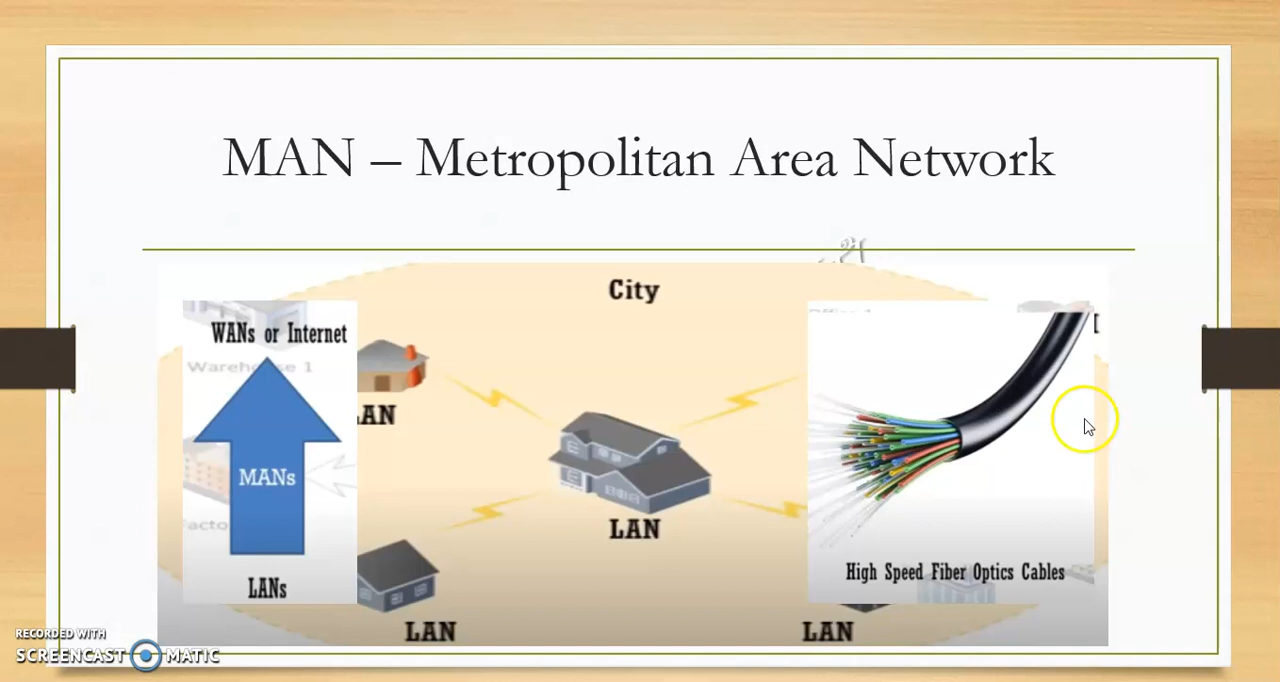 MAN – Metropolitan Area Network
City
WANs or Internet
Warehouse 1
LAN
MANs
LAN
High Speed Fiber Optics Cables
LANs
LAN
LAN
RECORDED WITH
SCREENCAST MATIC